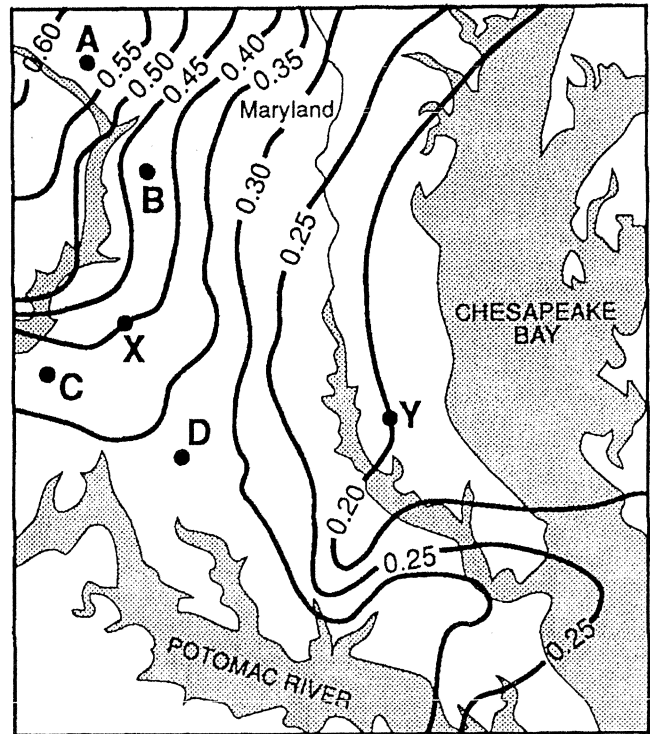 0.60
A
0.55
0.50
0.45
0.40
0.35
Maryland
B
0.30
0.25
CHESAPEAKE
BAY
X
C
Y
D
0.20
0.25
0.25
POTOMAC RIVER